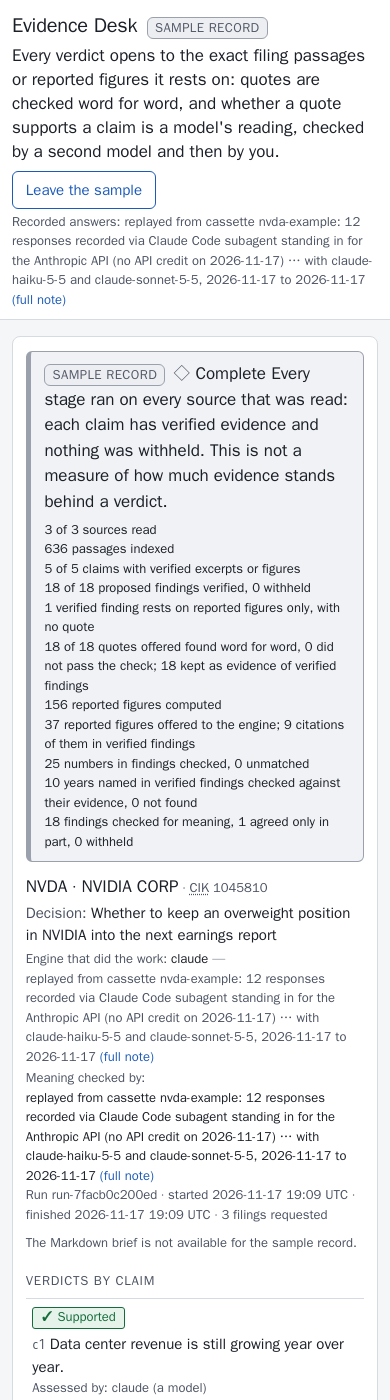 Evidence Desk SAMPLE RECORD
Every verdict opens to the exact filing passages
or reported figures it rests on: quotes are
checked word for word, and whether a quote
supports a claim is a model's reading, checked
by a second model and then by you.
Leave the sample
Recorded answers: replayed from cassette nvda-example: 12
responses recorded via Claude Code subagent standing in for
the Anthropic API (no API credit on 2026-11-17) ··· with claude-
haiku-5-5 and claude-sonnet-5-5, 2026-11-17 to 2026-11-17
(full note)
SAMPLE RECORD ◇ Complete Every
stage ran on every source that was read:
each claim has verified evidence and
nothing was withheld. This is not a
measure of how much evidence stands
behind a verdict.
3 of 3 sources read
636 passages indexed
5 of 5 claims with verified excerpts or figures
18 of 18 proposed findings verified, 0 withheld
1 verified finding rests on reported figures only, with
no quote
18 of 18 quotes offered found word for word, 0 did
not pass the check; 18 kept as evidence of verified
findings
156 reported figures computed
37 reported figures offered to the engine; 9 citations
of them in verified findings
25 numbers in findings checked, 0 unmatched
10 years named in verified findings checked against
their evidence, 0 not found
18 findings checked for meaning, 1 agreed only in
part, 0 withheld
NVDA · NVIDIA CORP · CIK 1045810
Decision: Whether to keep an overweight position
in NVIDIA into the next earnings report
Engine that did the work: claude —
replayed from cassette nvda-example: 12 responses
recorded via Claude Code subagent standing in for the
Anthropic API (no API credit on 2026-11-17) ··· with
claude-haiku-5-5 and claude-sonnet-5-5, 2026-11-17 to
2026-11-17 (full note)
Meaning checked by:
replayed from cassette nvda-example: 12 responses
recorded via Claude Code subagent standing in for the
Anthropic API (no API credit on 2026-11-17) ··· with
claude-haiku-5-5 and claude-sonnet-5-5, 2026-11-17 to
2026-11-17 (full note)
Run run-7facb0c200ed · started 2026-11-17 19:09 UTC ·
finished 2026-11-17 19:09 UTC · 3 filings requested
The Markdown brief is not available for the sample record.
VERDICTS BY CLAIM
✓ Supported
c1 Data center revenue is still growing year over
year.
Assessed by: claude (a model)